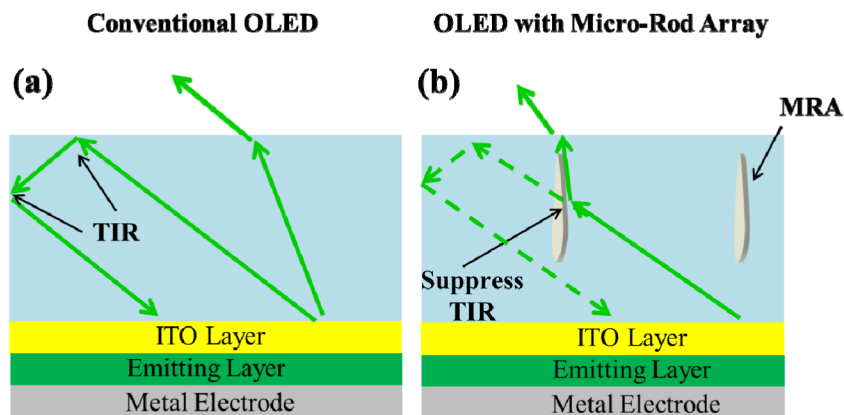 Conventional OLED
OLED with Micro-Rod Array
(a)
(b)
MRA
TIR
Suppress
TIR
ITO Layer
Emitting Layer
Metal Electrode
ITO Layer
Emitting Layer
Metal Electrode